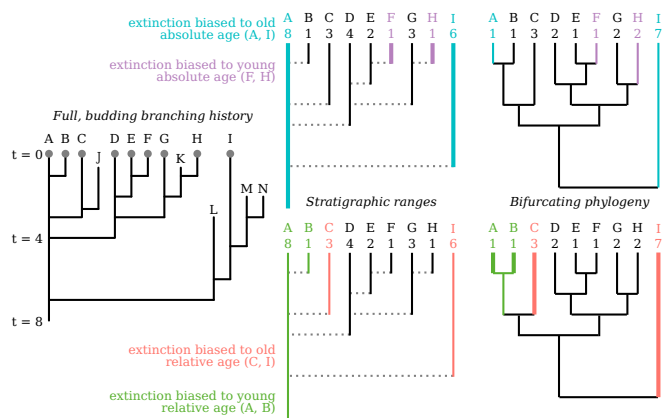 extinction biased to old
absolute age (A, I)
extinction biased to young
absolute age (F, H)
A B C D E F G H I
8 1 3 4 2 1 3 1 6
A B C D E F G H I
1 1 3 2 1 1 2 2 7
Full, budding branching history
A B C D E F G H I
J K
L M N
t = 0
t = 4
t = 8
Stratigraphic ranges
Bifurcating phylogeny
A B C D E F G H I
8 1 3 4 2 1 3 1 6
A B C D E F G H I
1 1 3 2 1 1 2 2 7
extinction biased to old
relative age (C, I)
extinction biased to young
relative age (A, B)